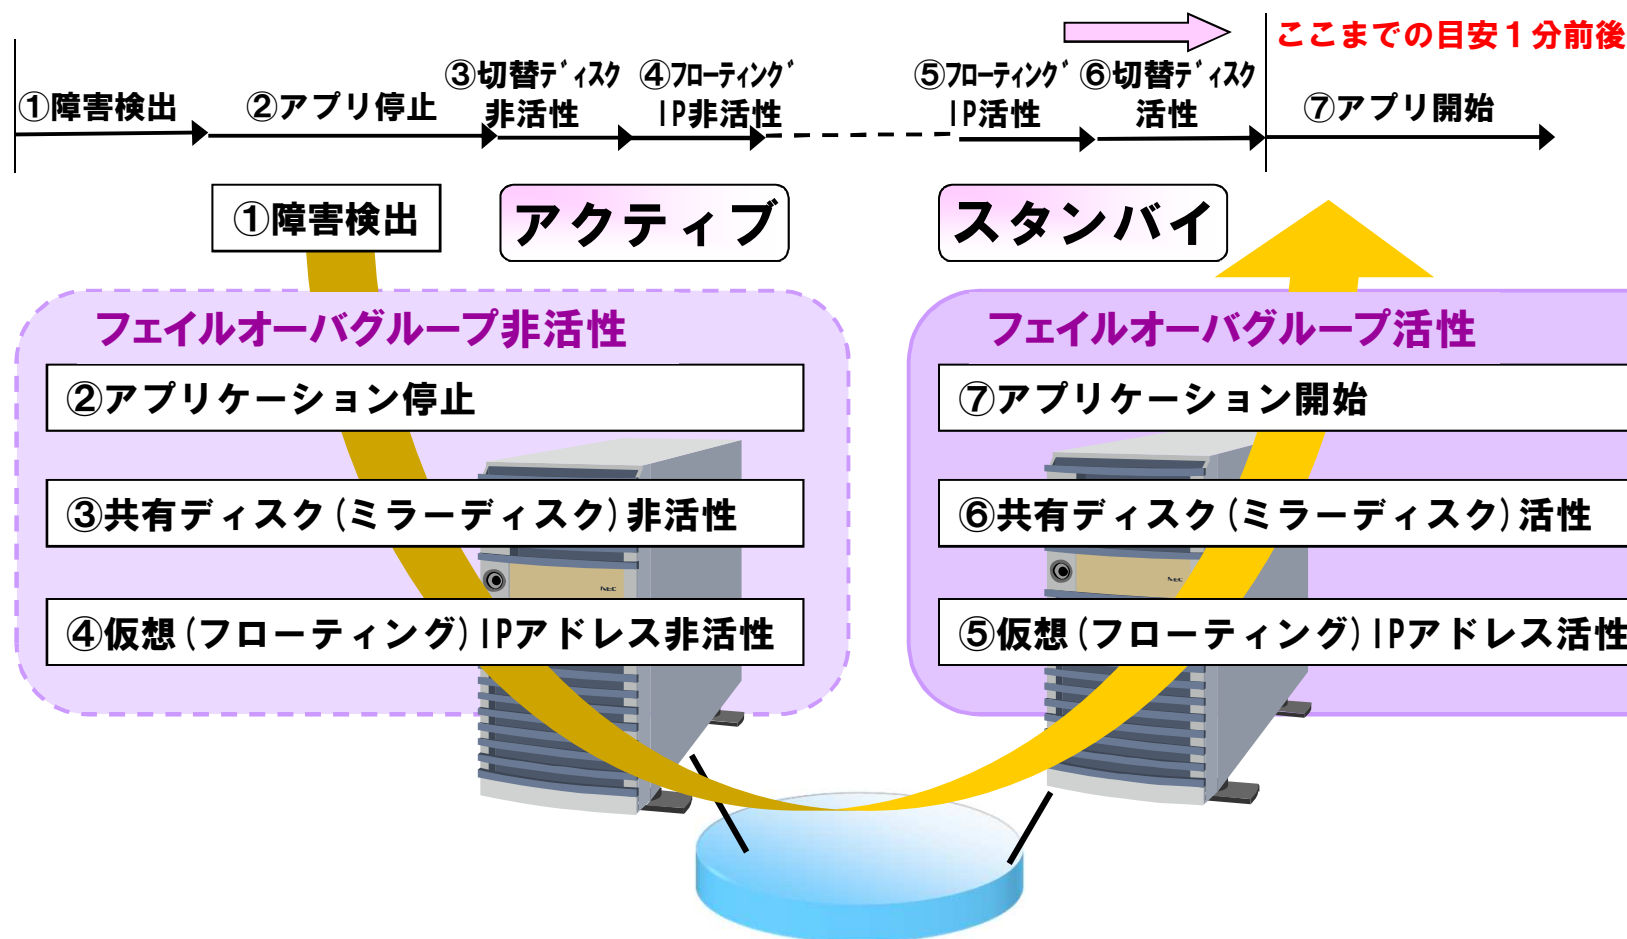 ここまでの目安１分前後
①障害検出
②アプリ停止
③切替ディスク
非活性
④フローティング
IP非活性
⑤フローティング
IP活性
⑥切替ディスク
活性
⑦アプリ開始
①障害検出
アクティブ
スタンバイ
フェイルオーバグループ非活性
②アプリケーション停止
③共有ディスク(ミラーディスク)非活性
NEC
④仮想(フローティング)IPアドレス非活性
フェイルオーバグループ活性
⑦アプリケーション開始
⑥共有ディスク(ミラーディスク)活性
NEC
⑤仮想(フローティング)IPアドレス活性